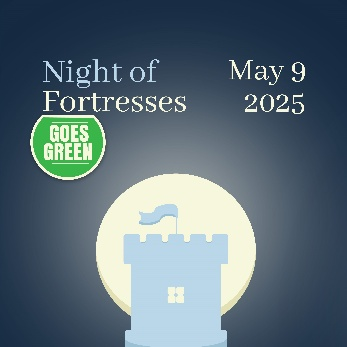 Night of
Fortresses
GOES
GREEN
May 9
2025